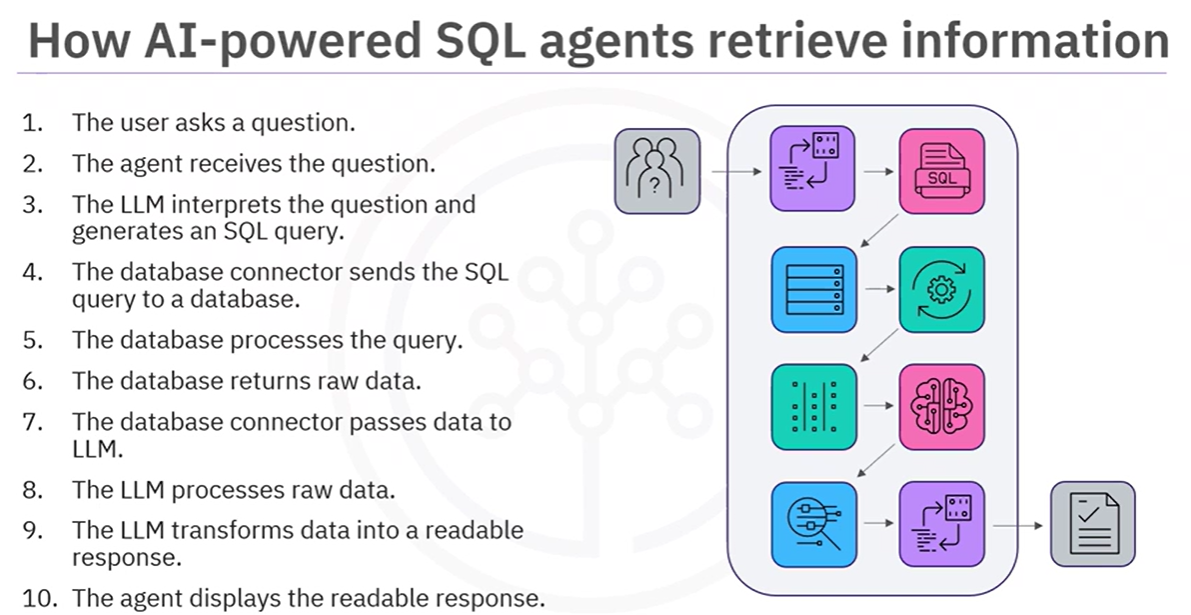 How AI-powered SQL agents retrieve information
1. The user asks a question.
2. The agent receives the question.
3. The LLM interprets the question and
generates an SQL query.
4. The database connector sends the SQL
query to a database.
5. The database processes the query.
6. The database returns raw data.
7. The database connector passes data to
LLM.
8. The LLM processes raw data.
9. The LLM transforms data into a readable
response.
10. The agent displays the readable response.
?
SQL